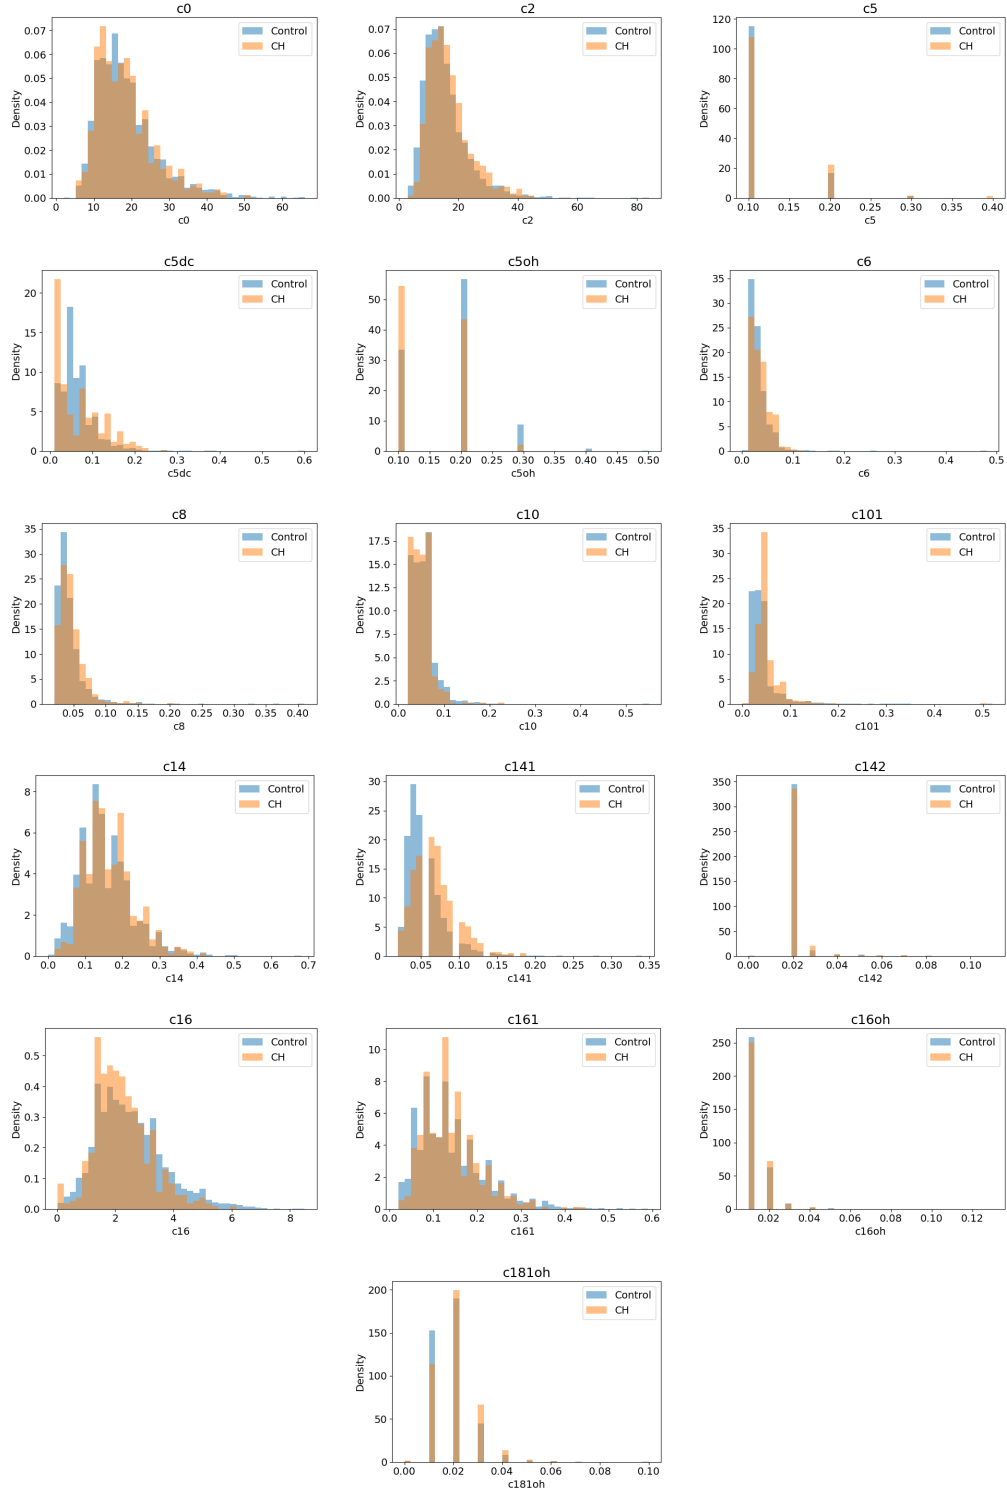 c0
Control
CH
Density
0.00 0.01 0.02 0.03 0.04 0.05 0.06 0.07
0 10 20 30 40 50 60
c0
c2
Control
CH
Density
0.00 0.01 0.02 0.03 0.04 0.05 0.06 0.07
0 20 40 60 80
c2
c5
Control
CH
Density
0 20 40 60 80 100 120
0.10 0.15 0.20 0.25 0.30 0.35 0.40
c5
c5dc
Control
CH
Density
0 5 10 15 20
0.0 0.1 0.2 0.3 0.4 0.5 0.6
c5dc
c5oh
Control
CH
Density
0 10 20 30 40 50
0.10 0.15 0.20 0.25 0.30 0.35 0.40 0.45 0.50
c5oh
c6
Control
CH
Density
0 5 10 15 20 25 30 35
0.0 0.1 0.2 0.3 0.4 0.5
c6
c8
Control
CH
Density
0 5 10 15 20 25 30 35
0.05 0.10 0.15 0.20 0.25 0.30 0.35 0.40
c8
c10
Control
CH
Density
0.0 2.5 5.0 7.5 10.0 12.5 15.0 17.5
0.0 0.1 0.2 0.3 0.4 0.5
c10
c101
Control
CH
Density
0 5 10 15 20 25 30 35
0.0 0.1 0.2 0.3 0.4 0.5
c101
c14
Control
CH
Density
0 2 4 6 8
0.0 0.1 0.2 0.3 0.4 0.5 0.6 0.7
c14
c141
Control
CH
Density
0 5 10 15 20 25 30
0.05 0.10 0.15 0.20 0.25 0.30 0.35
c141
c142
Control
CH
Density
0 50 100 150 200 250 300 350
0.00 0.02 0.04 0.06 0.08 0.10
c142
c16
Control
CH
Density
0.0 0.1 0.2 0.3 0.4 0.5
0 2 4 6 8
c16
c161
Control
CH
Density
0 2 4 6 8 10
0.0 0.1 0.2 0.3 0.4 0.5 0.6
c161
c16oh
Control
CH
Density
0 50 100 150 200 250
0.02 0.04 0.06 0.08 0.10 0.12
c16oh
c181oh
Control
CH
Density
0 50 100 150 200
0.00 0.02 0.04 0.06 0.08 0.10
c181oh